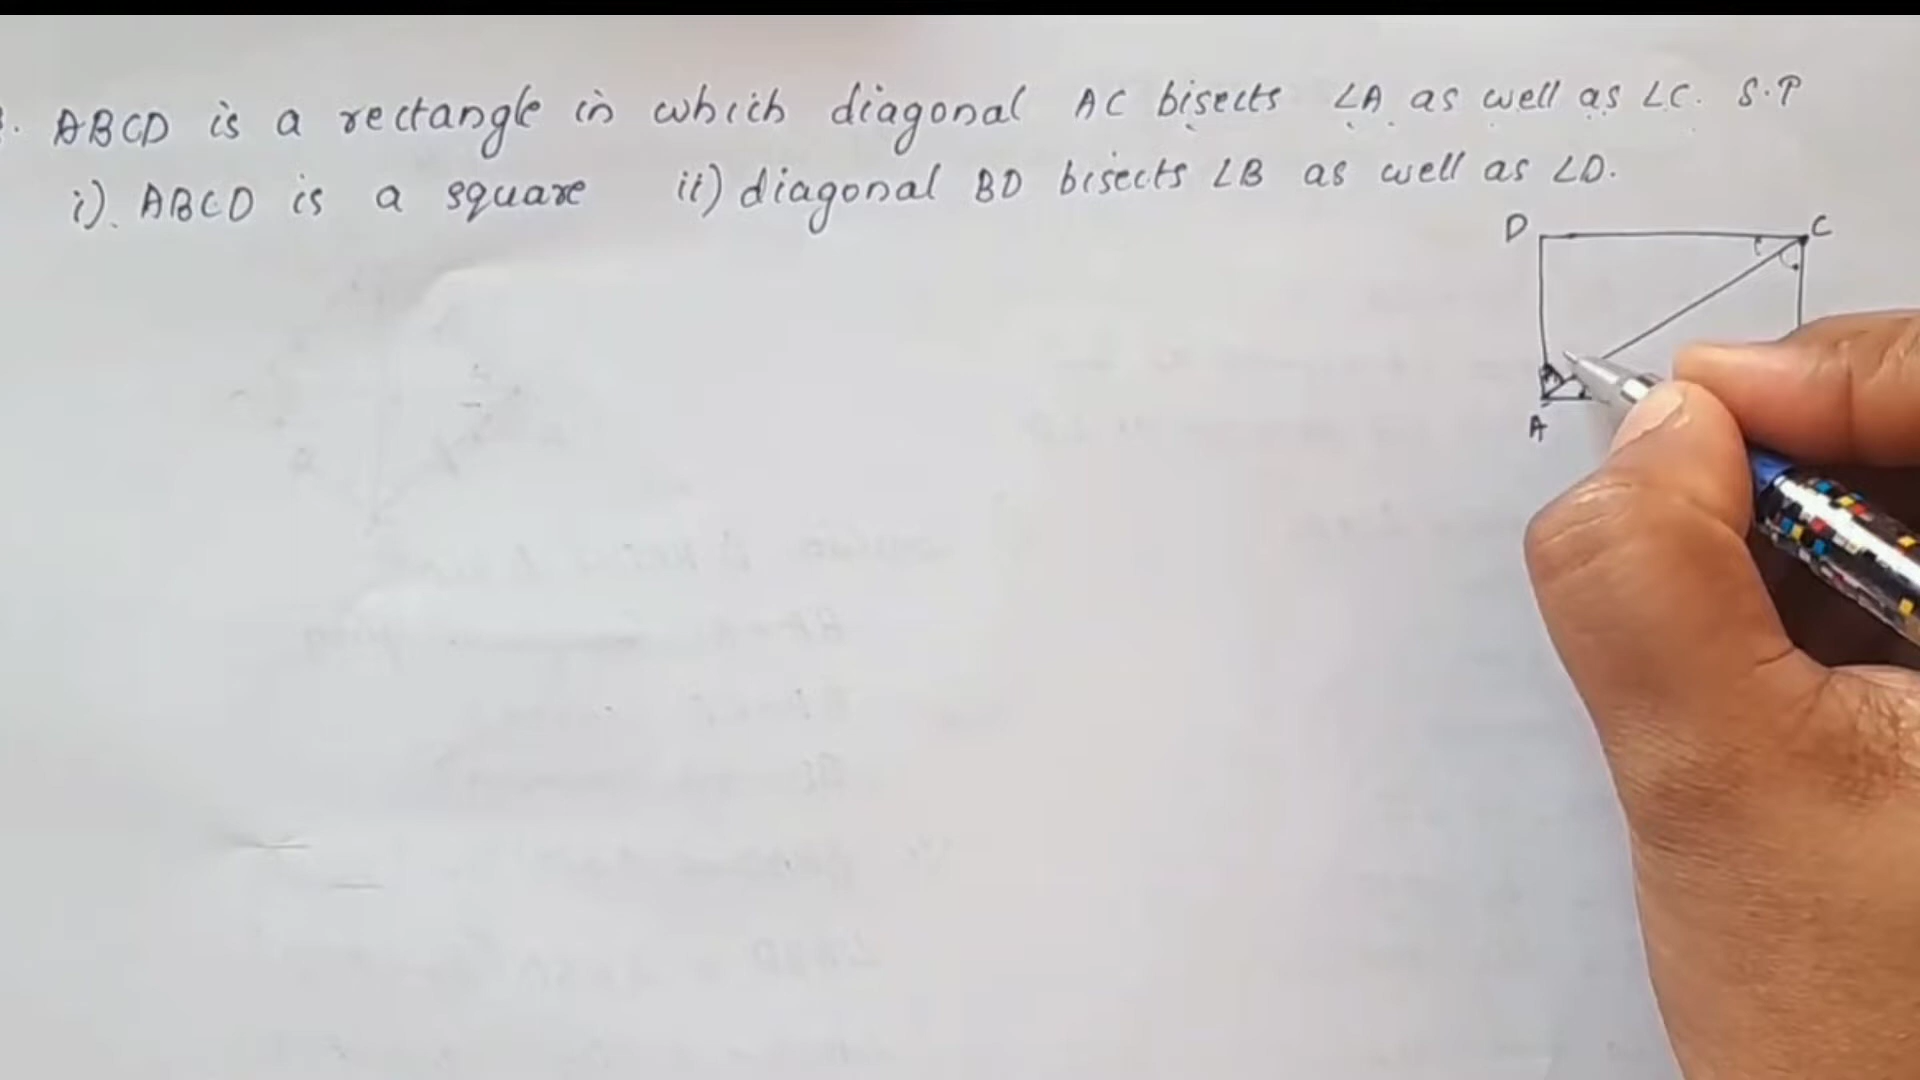 ABCD is a rectangle in which diagonal AC bisects ∠A as well as ∠C. S.T
i). ABCD is a square ii) diagonal BD bisects ∠B as well as ∠D.
D C
A